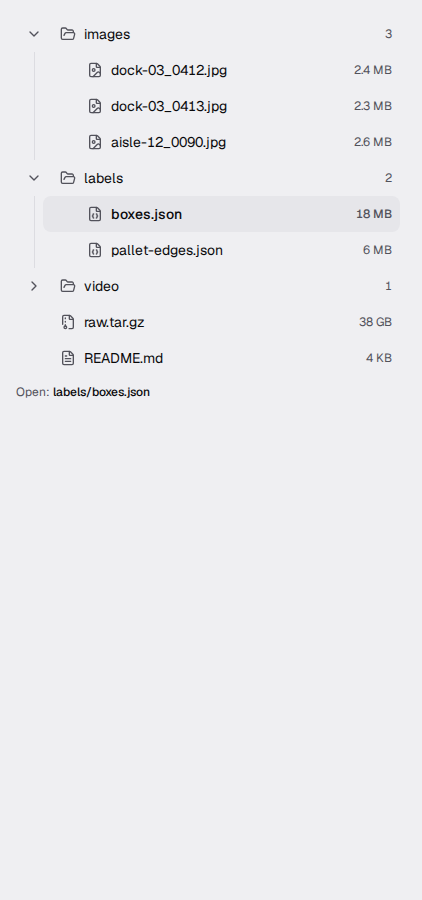 images 3
dock-03_0412.jpg 2.4 MB
dock-03_0413.jpg 2.3 MB
aisle-12_0090.jpg 2.6 MB
labels 2
boxes.json 18 MB
pallet-edges.json 6 MB
video 1
raw.tar.gz 38 GB
README.md 4 KB
Open: labels/boxes.json